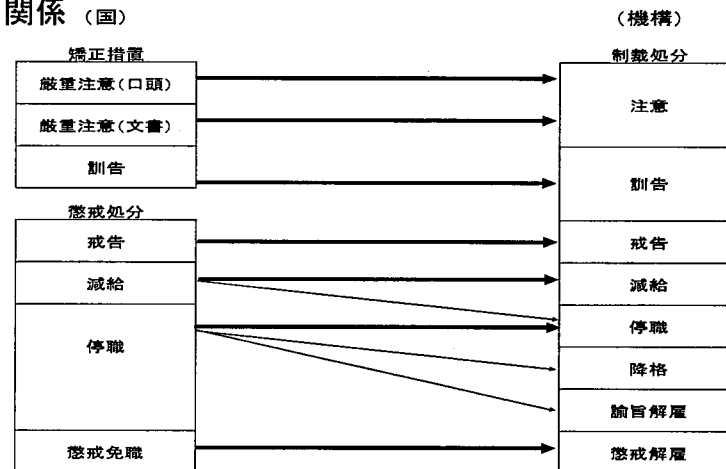 関係(国)
(機構)
矯正措置
制裁処分
厳重注意(口頭)
注意
厳重注意(文書)
訓告
訓告
懲戒処分
戒告
戒告
減給
減給
停職
停職
降格
諭旨解雇
懲戒免職
懲戒解雇